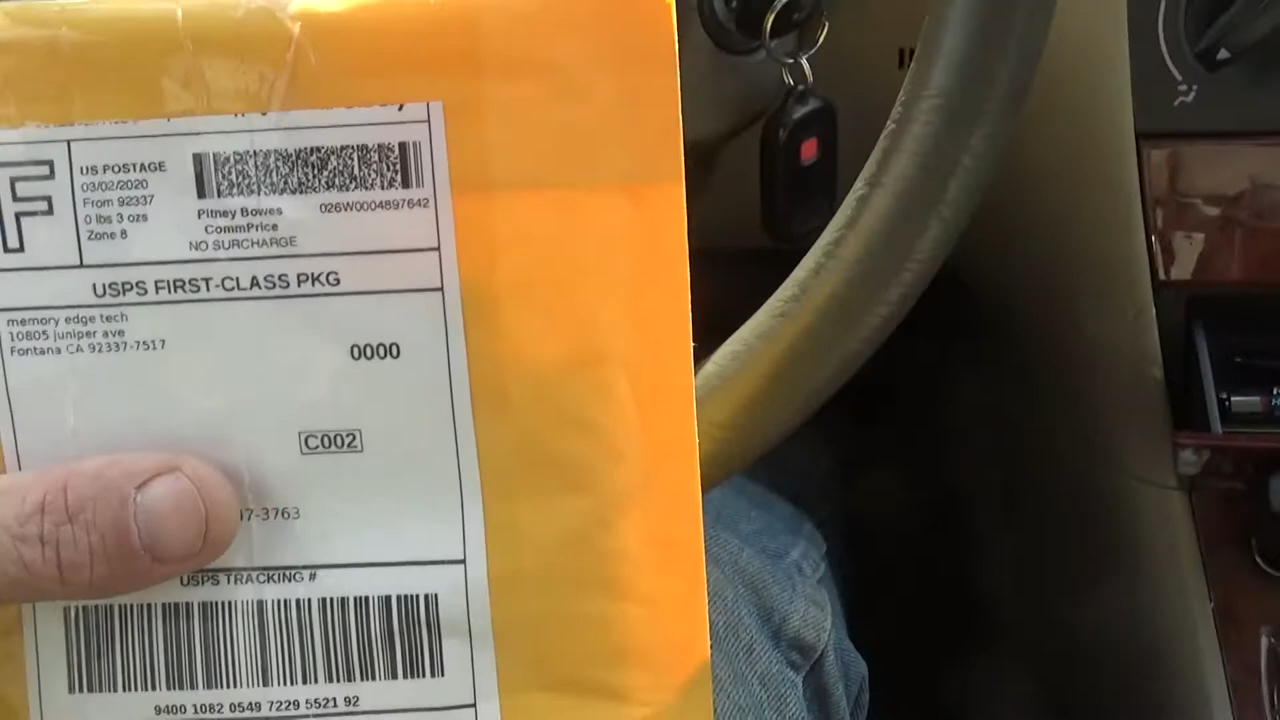 F
US POSTAGE
03/02/2020
From 92337
0 lbs 3 ozs
Zone 8
Pitney Bowes
CommPrice
NO SURCHARGE
026W0004897642
USPS FIRST-CLASS PKG
memory edge tech
10805 juniper ave
Fontana CA 92337-7517
0000
C002
7-3763
USPS TRACKING #
9400 1082 0549 7229 5521 92